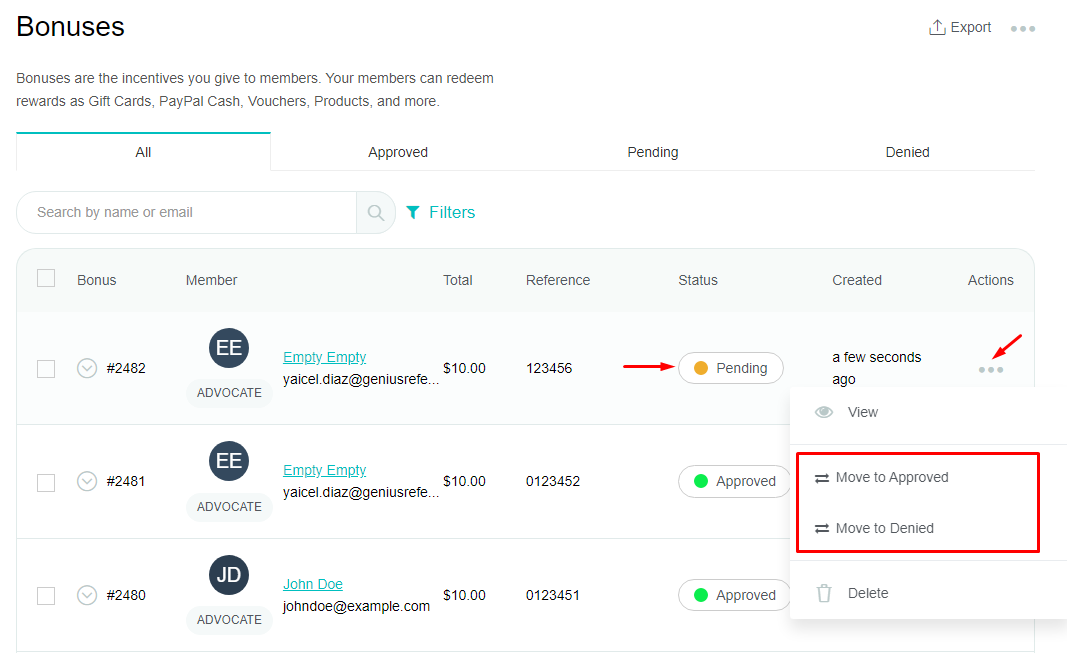 Bonuses
Export
Bonuses are the incentives you give to members. Your members can redeem
rewards as Gift Cards, PayPal Cash, Vouchers, Products, and more.
All Approved Pending Denied
Search by name or email Filters
Bonus Member Total Reference Status Created Actions
#2482 EE ADVOCATE Empty Empty yaicel.diaz@geniusrefe... $10.00 123456 Pending a few seconds ago
View
Move to Approved
Move to Denied
Delete
#2481 EE ADVOCATE Empty Empty yaicel.diaz@geniusrefe... $10.00 0123452 Approved
#2480 JD ADVOCATE John Doe johndoe@example.com $10.00 0123451 Approved